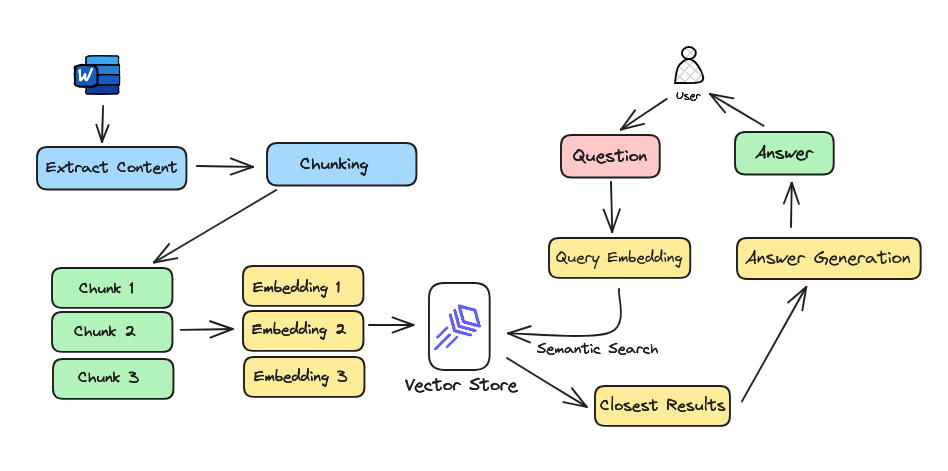 W
User
Extract Content
Chunking
Question
Answer
Query Embedding
Answer Generation
Chunk 1
Chunk 2
Chunk 3
Embedding 1
Embedding 2
Embedding 3
Vector Store
Semantic Search
Closest Results